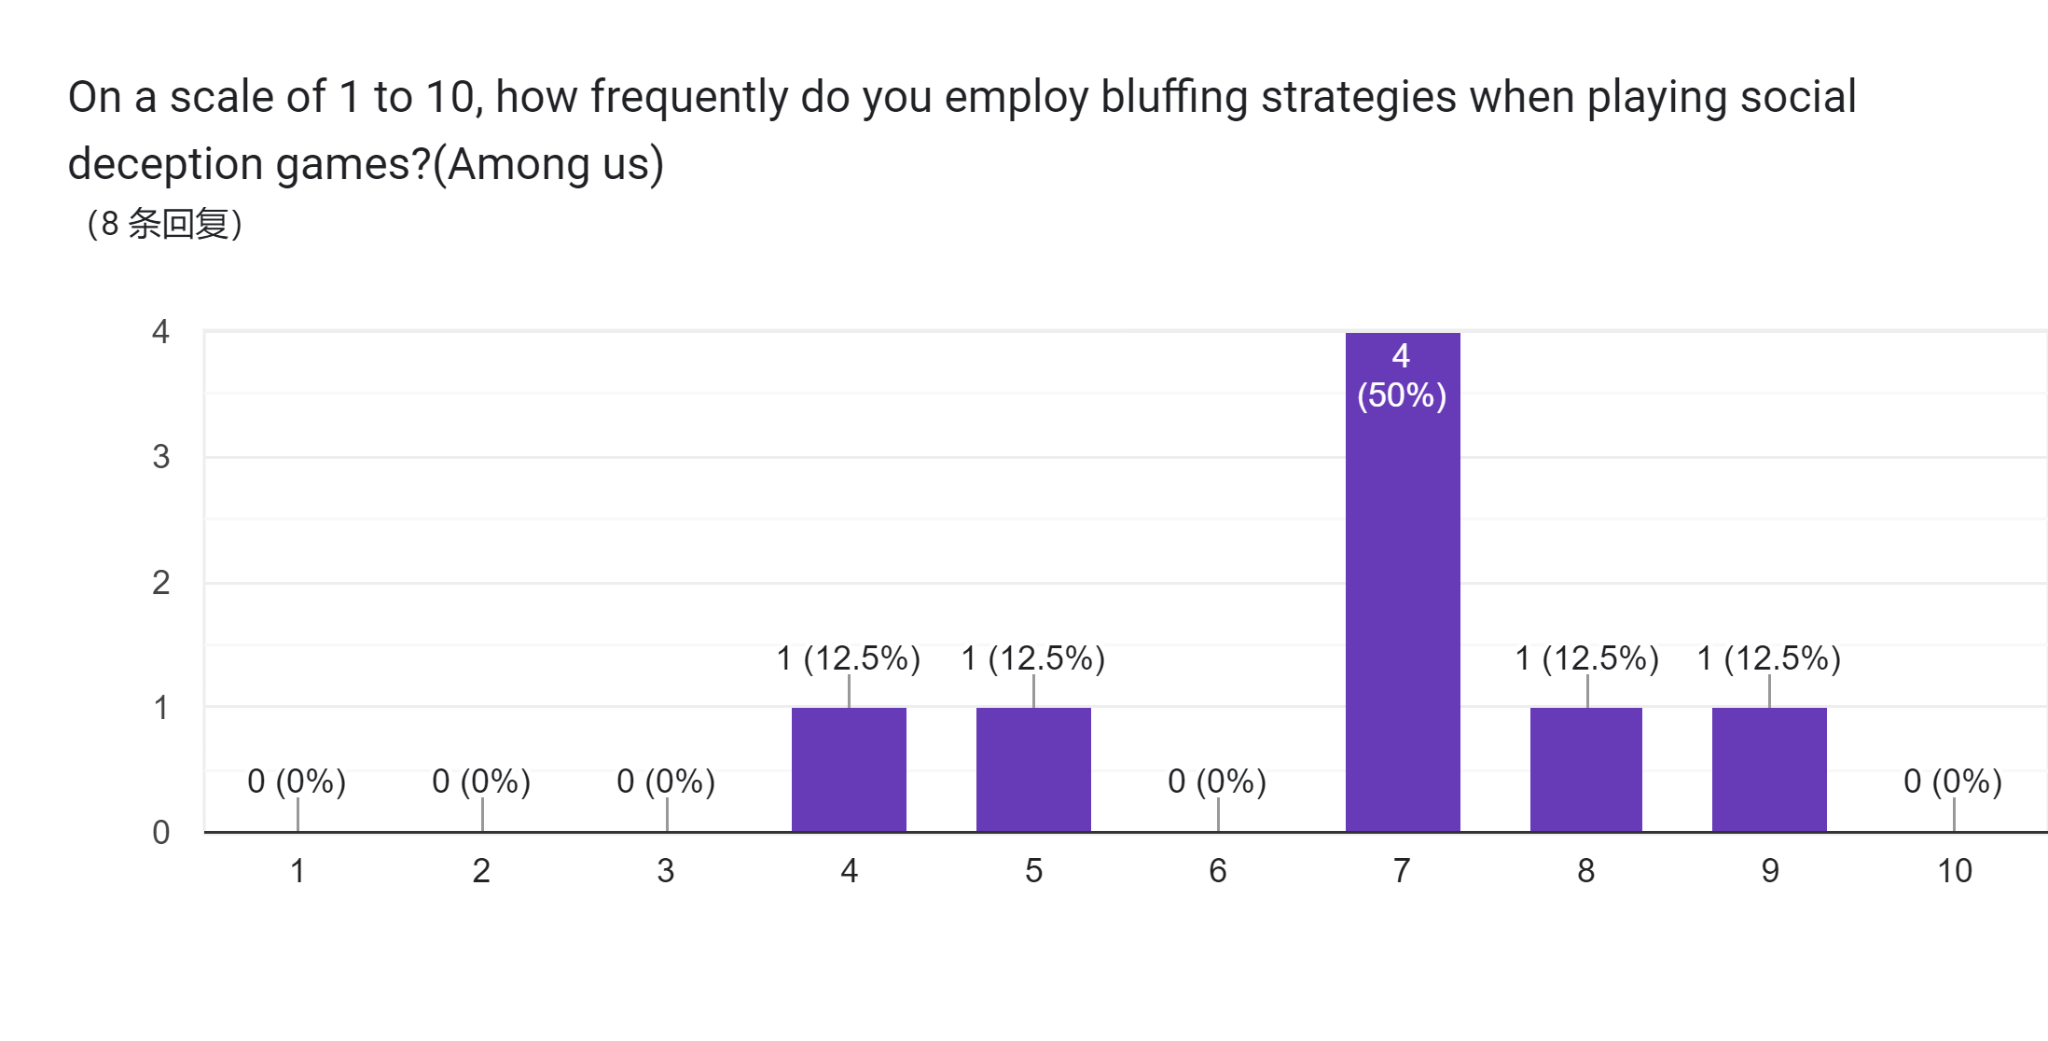 On a scale of 1 to 10, how frequently do you employ bluffing strategies when playing social
deception games?(Among us)
（8 条回复）
4
3
2
1
0
4
(50%)
1 (12.5%) 1 (12.5%) 1 (12.5%) 1 (12.5%)
0 (0%) 0 (0%) 0 (0%) 0 (0%) 0 (0%)
1 2 3 4 5 6 7 8 9 10